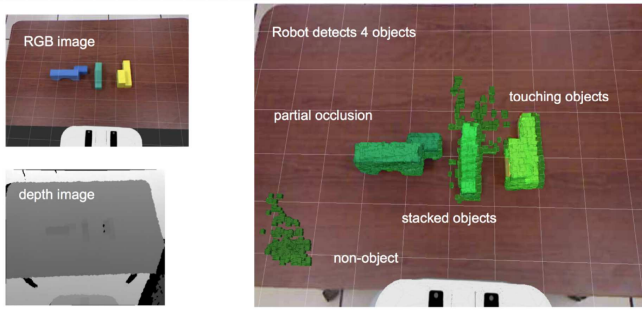 RGB image
depth image
Robot detects 4 objects
touching objects
partial occlusion
stacked objects
non-object